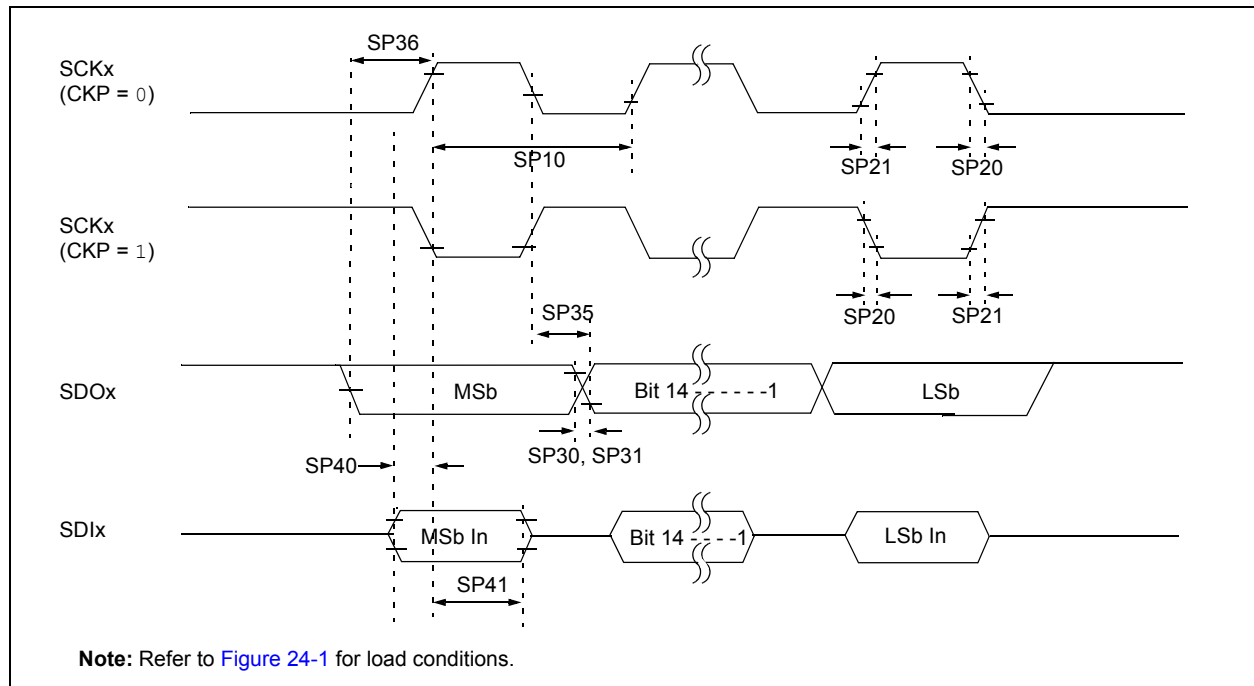 SP36
SCKx
(CKP = 0)
SP10
SP21
SP20
SCKx
(CKP = 1)
SP35
SP20
SP21
SDOx
MSb
Bit 14 - - - - - -1
LSb
SP30, SP31
SP40
SDIx
MSb In
Bit 14 - - - -1
LSb In
SP41
Note: Refer to Figure 24-1 for load conditions.